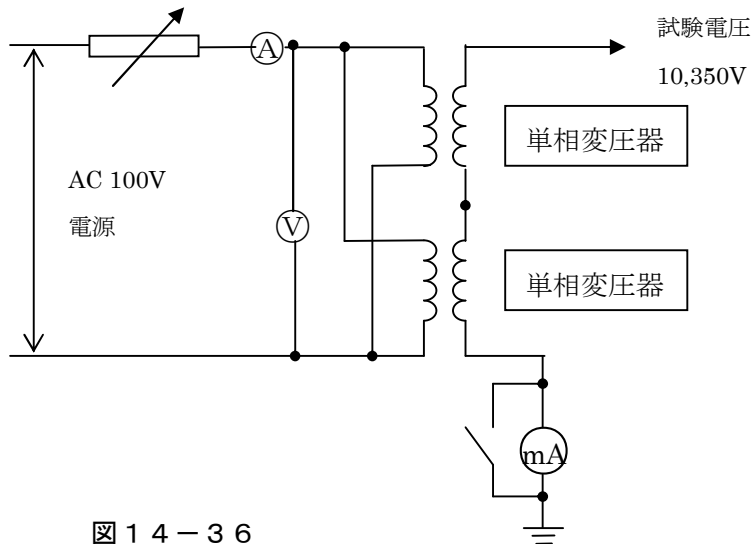 試験電圧
10,350V
A
単相変圧器
AC 100V
電源
V
単相変圧器
mA
図14-36